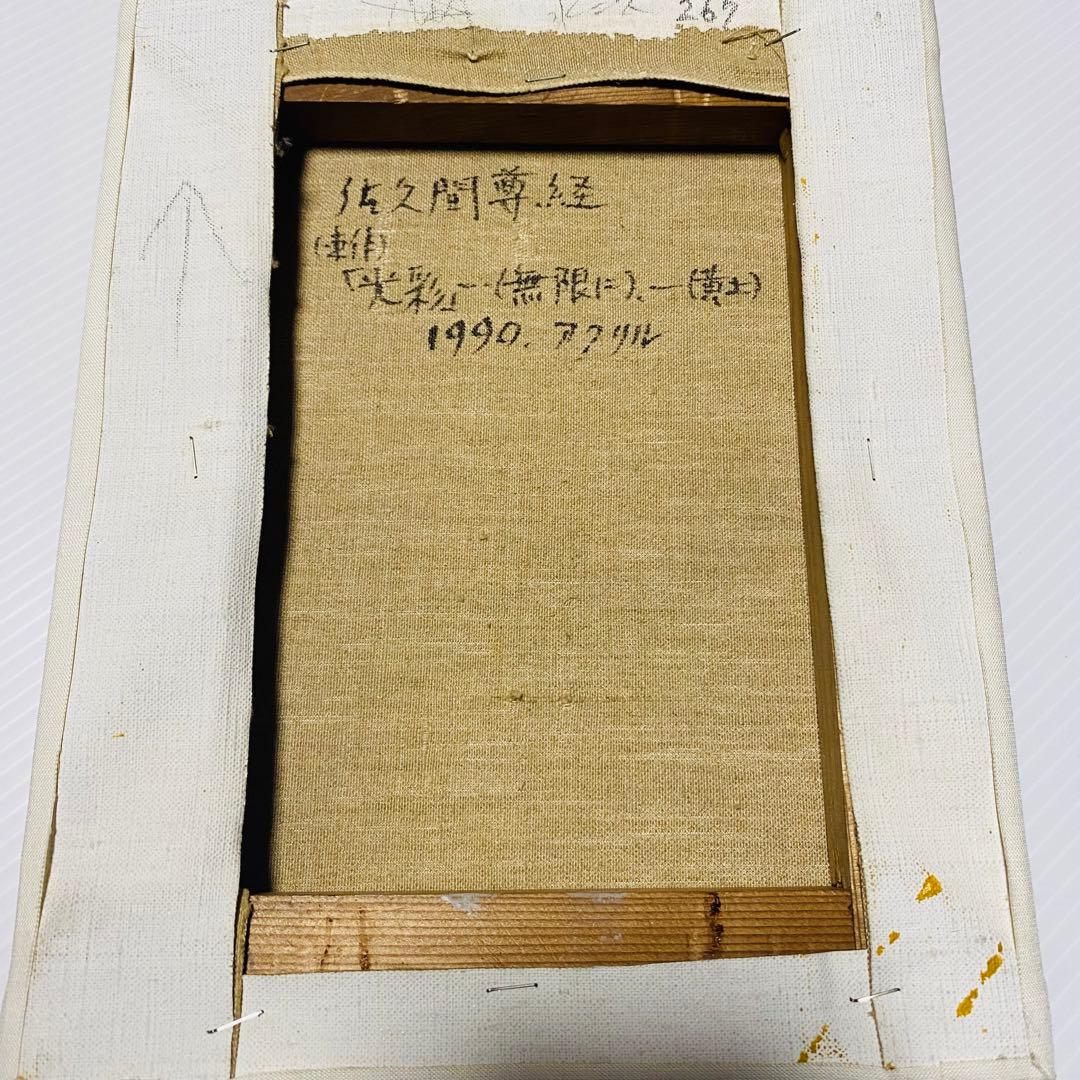 267
佐久間尊経
(連作)
「光彩」―(無限に)、―(黄土)
1990. アクリル